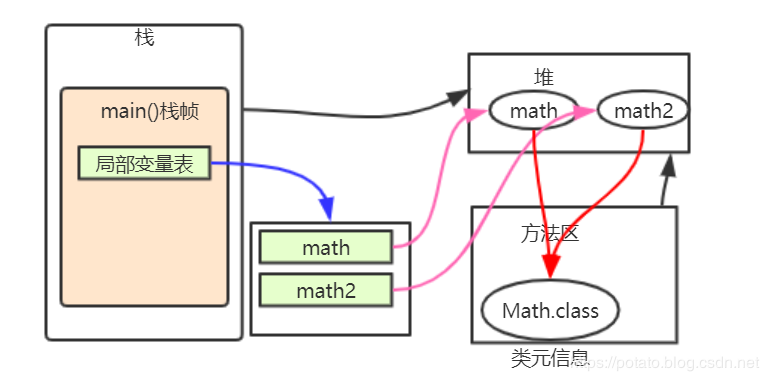 栈
main()栈帧
局部变量表
math
math2
堆
math
math2
方法区
Math.class
类元信息
https://potato.blog.csdn.net